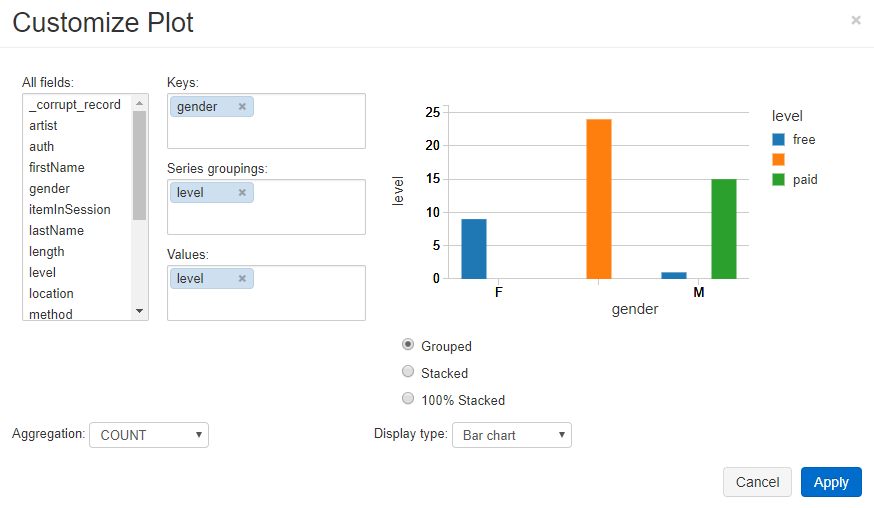 Customize Plot
×
All fields:
_corrupt_record
artist
auth
firstName
gender
itemInSession
lastName
length
level
location
method
Keys:
gender ×
Series groupings:
level ×
Values:
level ×
level
25
20
15
10
5
0
F
M
gender
level
free
paid
Grouped
Stacked
100% Stacked
Aggregation: COUNT
Display type: Bar chart
Cancel
Apply